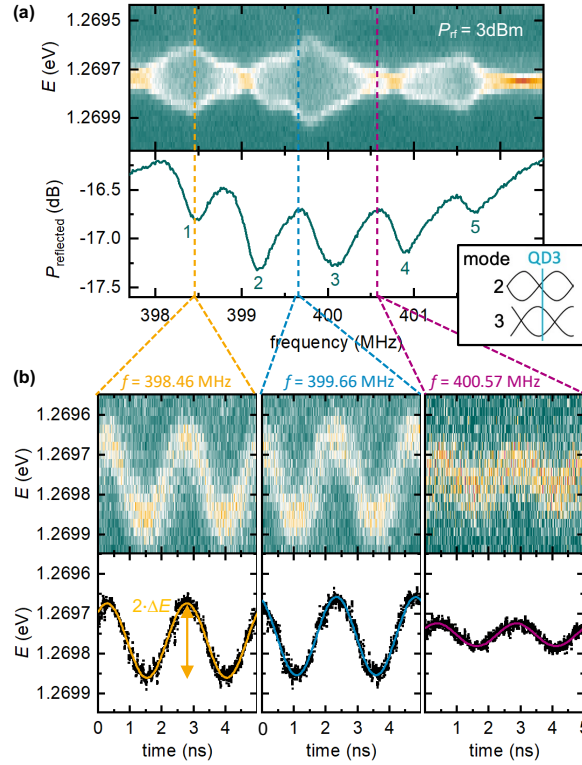 (a)
P_rf = 3dBm
1.2695
1.2697
1.2699
E (eV)
-16.5
-17.0
-17.5
P_reflected (dB)
1
2
3
4
5
398
399
400
401
frequency (MHz)
mode
QD3
2
3
(b)
f = 398.46 MHz
f = 399.66 MHz
f = 400.57 MHz
1.2696
1.2697
1.2698
1.2699
E (eV)
1.2696
1.2697
1.2698
1.2699
E (eV)
2·ΔE
0 1 2 3 4
0 1 2 3 4
1 2 3 4 5
time (ns)
time (ns)
time (ns)